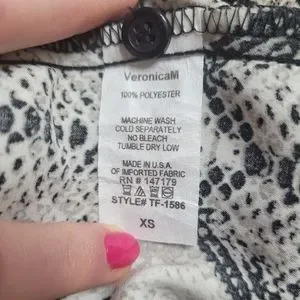 VeronicaM
100% POLYESTER
MACHINE WASH
COLD SEPARATELY
NO BLEACH
TUMBLE DRY LOW
MADE IN U.S.A.
OF IMPORTED FABRIC
RN # 147179
STYLE# TF-1586
XS